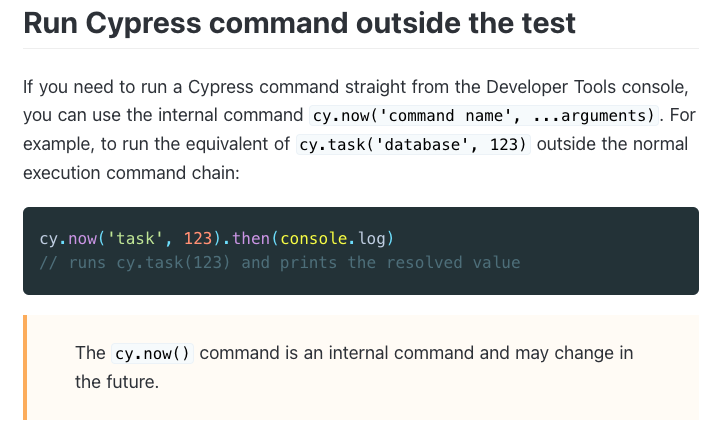 Run Cypress command outside the test
If you need to run a Cypress command straight from the Developer Tools console,
you can use the internal command cy.now('command name', ...arguments). For
example, to run the equivalent of cy.task('database', 123) outside the normal
execution command chain:
cy.now('task', 123).then(console.log)
// runs cy.task(123) and prints the resolved value
The cy.now() command is an internal command and may change in
the future.